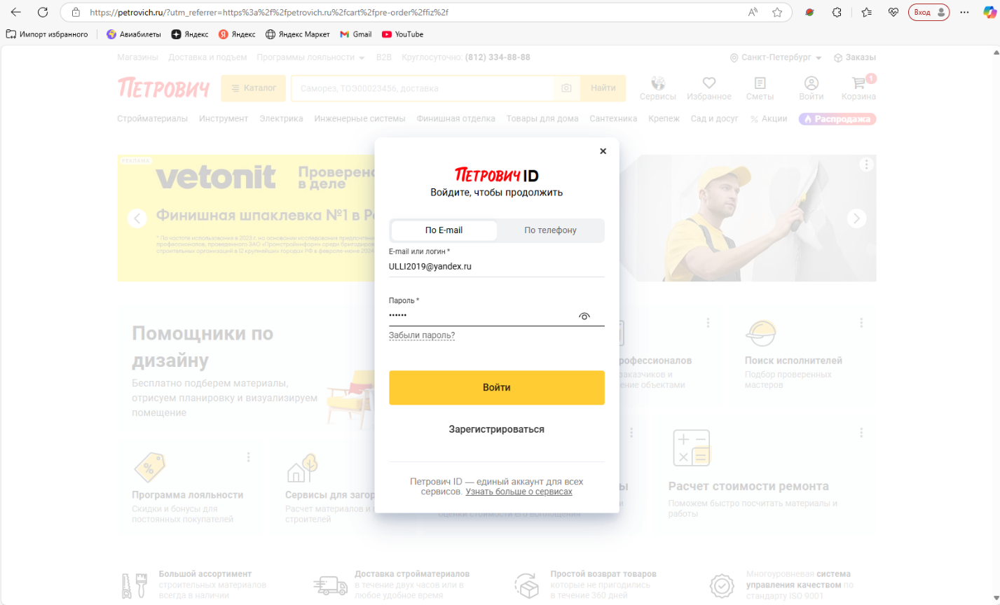 https://petrovich.ru/?utm_referrer=https%3a%2f%2fpetrovich.ru%2fcart%2fpre-order%2ffiz%2f
Вход
Импорт избранного
Авиабилеты
Яндекс
Яндекс
Яндекс Маркет
Gmail
YouTube
Магазины Доставка и подъем Программы лояльности B2B Круглосуточно: (812) 334-88-88 Санкт-Петербург Заказы
ПЕТРОВИЧ
Каталог
Саморез, ТОЭ00023456, доставка
Найти
Сервисы
Избранное
Сметы
Войти
1
Корзина
Стройматериалы Инструмент Электрика Инженерные системы Финишная отделка Товары для дома Сантехника Крепеж Сад и досуг % Акции Распродажа
РЕКЛАМА
vetonit
Проверено
в деле
Финишная шпаклевка №1 в Ро
ПЕТРОВИЧ ID
Войдите, чтобы продолжить
По E-mail
По телефону
E-mail или логин *
ULLI2019@yandex.ru
Пароль *
••••••
Забыли пароль?
Войти
Зарегистрироваться
Петрович ID — единый аккаунт для всех
сервисов. Узнать больше о сервисах
Помощники по
дизайну
Бесплатно подберем материалы,
отрисуем планировку и визуализируем
помещение
рофессионалов
заказчиков и
ение объектами
Поиск исполнителей
Подбор проверенных
мастеров
Программа лояльности
Скидки и бонусы для
постоянных покупателей
Сервисы для загор
Расчет материалов и
строителей
оценки стоимости его воплощения
Расчет стоимости ремонта
Поможем быстро посчитать материалы и
работы
Большой ассортимент
строительных материалов
всегда в наличии
Доставка стройматериалов
в течение двух часов или в
любое удобное время
Простой возврат товаров
которые не пригодились
в течение 360 дней
Многоуровневая система
управления качеством по
стандарту ISO 9001